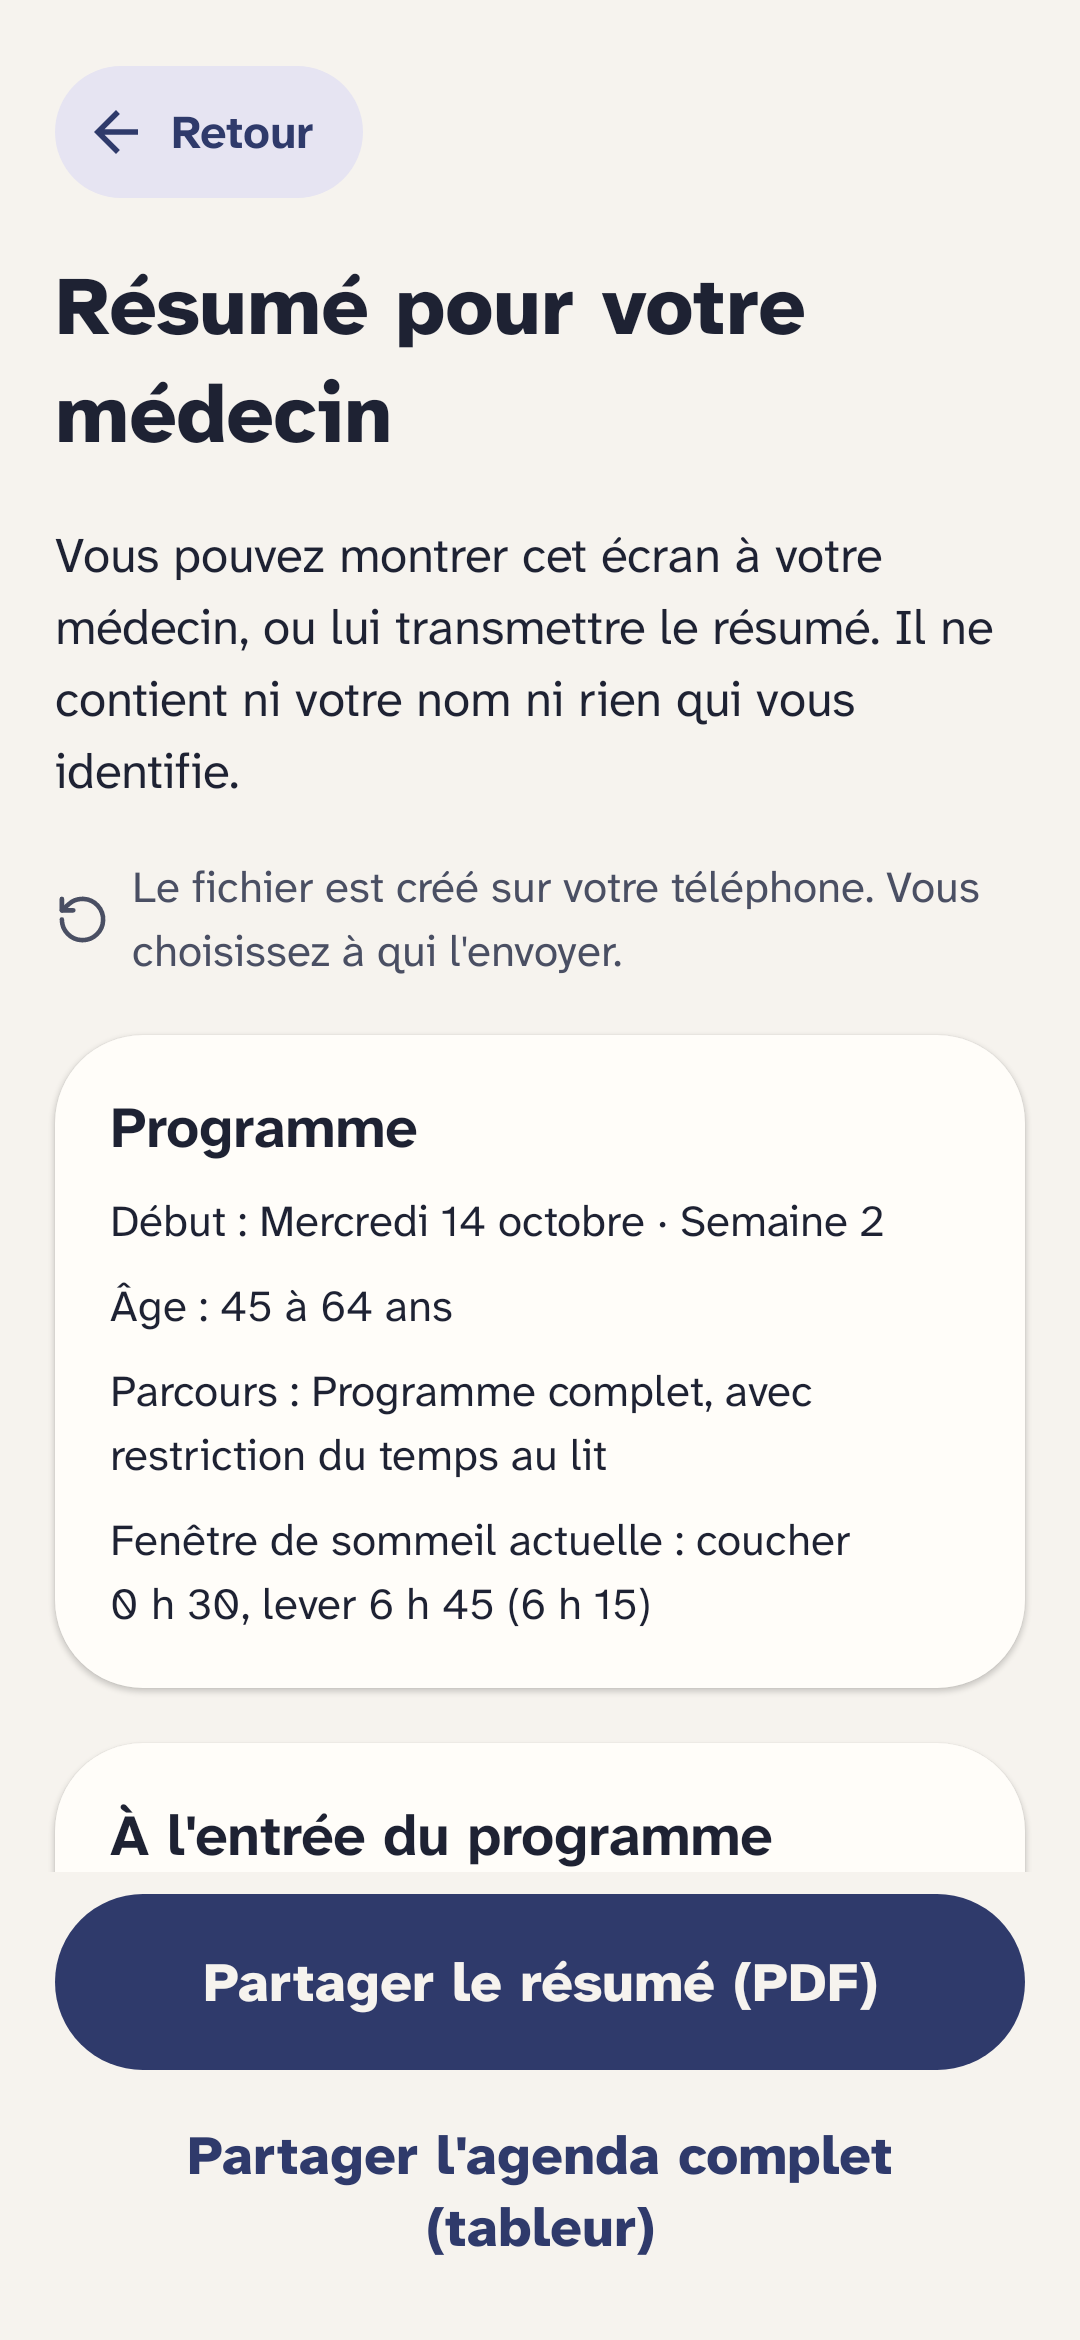 Retour
Résumé pour votre
médecin
Vous pouvez montrer cet écran à votre
médecin, ou lui transmettre le résumé. Il ne
contient ni votre nom ni rien qui vous
identifie.
Le fichier est créé sur votre téléphone. Vous
choisissez à qui l'envoyer.
Programme
Début : Mercredi 14 octobre · Semaine 2
Âge : 45 à 64 ans
Parcours : Programme complet, avec
restriction du temps au lit
Fenêtre de sommeil actuelle : coucher
0 h 30, lever 6 h 45 (6 h 15)
À l'entrée du programme
Partager le résumé (PDF)
Partager l'agenda complet
(tableur)